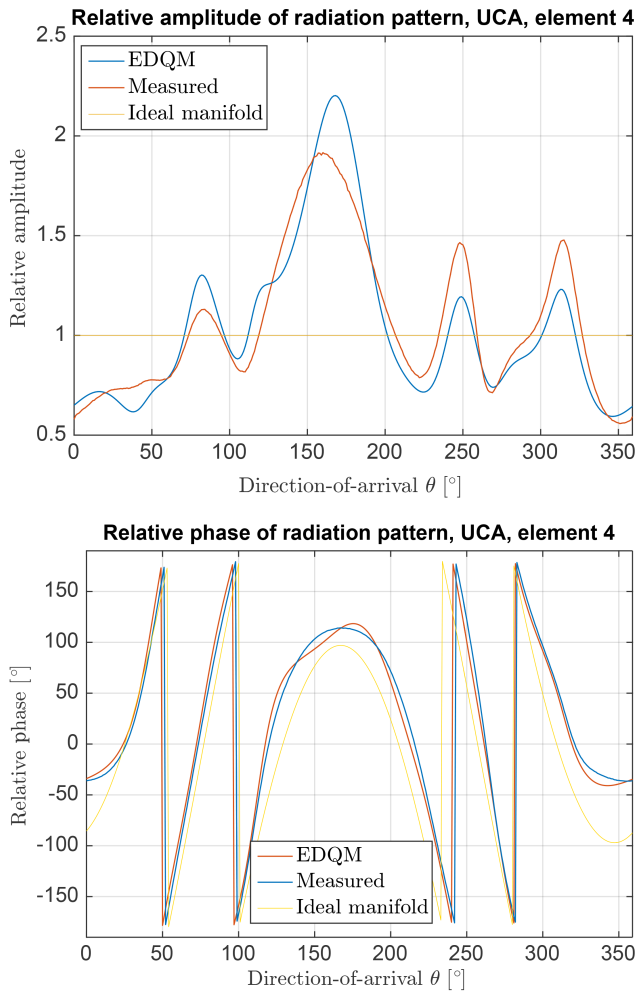 Relative amplitude of radiation pattern, UCA, element 4
2.5
2
1.5
1
0.5
Relative amplitude
EDQM
Measured
Ideal manifold
0 50 100 150 200 250 300 350
Direction-of-arrival θ [°]
Relative phase of radiation pattern, UCA, element 4
150
100
50
0
-50
-100
-150
Relative phase [°]
EDQM
Measured
Ideal manifold
0 50 100 150 200 250 300 350
Direction-of-arrival θ [°]